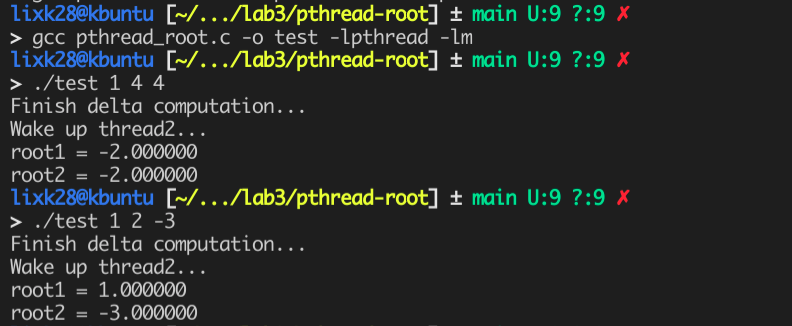 lixk28@kbuntu [~/.../lab3/pthread-root] ± main U:9 ?:9 ✗
> gcc pthread_root.c -o test -lpthread -lm
lixk28@kbuntu [~/.../lab3/pthread-root] ± main U:9 ?:9 ✗
> ./test 1 4 4
Finish delta computation...
Wake up thread2...
root1 = -2.000000
root2 = -2.000000
lixk28@kbuntu [~/.../lab3/pthread-root] ± main U:9 ?:9 ✗
> ./test 1 2 -3
Finish delta computation...
Wake up thread2...
root1 = 1.000000
root2 = -3.000000